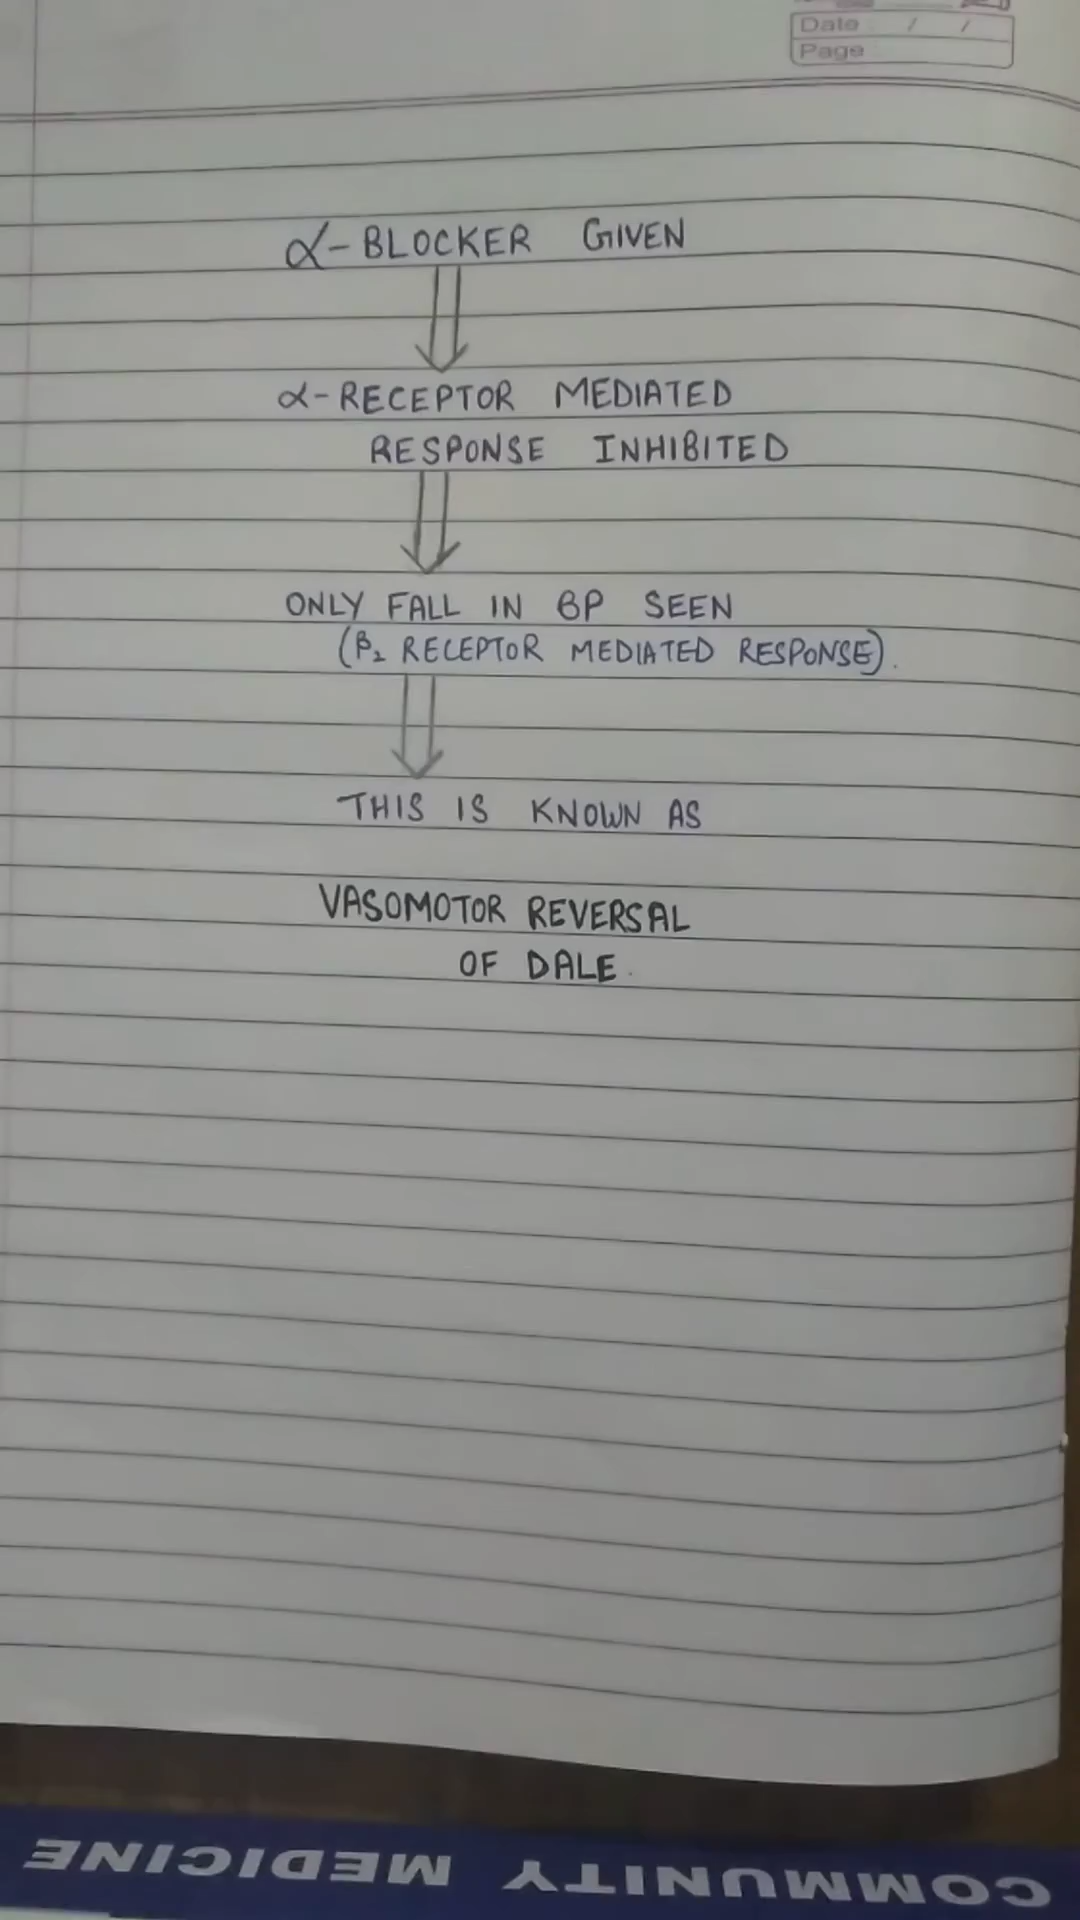 Date / /
Page
α-BLOCKER GIVEN
α-RECEPTOR MEDIATED
RESPONSE INHIBITED
ONLY FALL IN BP SEEN
(β₂ RECEPTOR MEDIATED RESPONSE).
THIS IS KNOWN AS
VASOMOTOR REVERSAL
OF DALE.
COMMUNITY MEDICINE